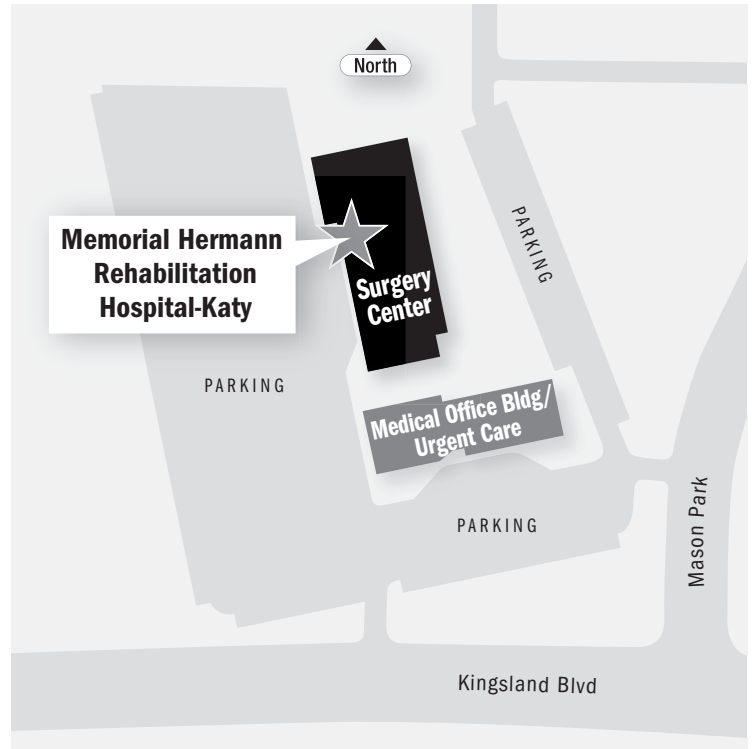 North
PARKING
Memorial Hermann
Rehabilitation
Hospital-Katy
Surgery
Center
PARKING
Medical Office Bldg/
Urgent Care
PARKING
Mason Park
Kingsland Blvd